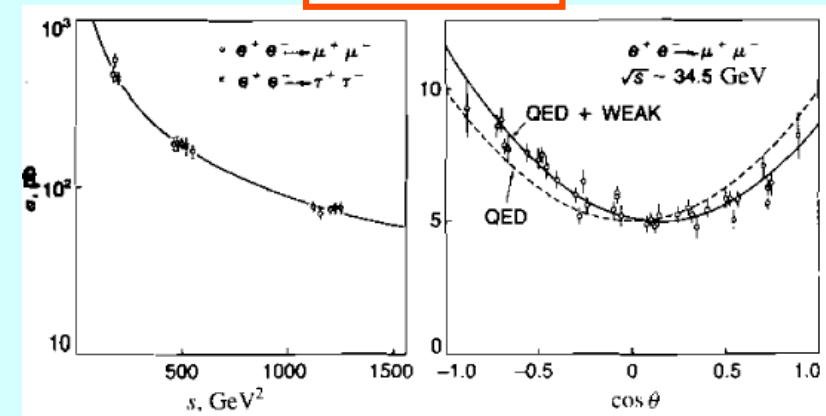 10³
e⁺ e⁻ → μ⁺ μ⁻
e⁺ e⁻ → τ⁺ τ⁻
σ, pb
10²
10
500
1000
1500
s, GeV²
e⁺ e⁻ → μ⁺ μ⁻
√s ~ 34.5 GeV
10
QED + WEAK
QED
5
0
-1.0
-0.5
0
0.5
1.0
cos θ